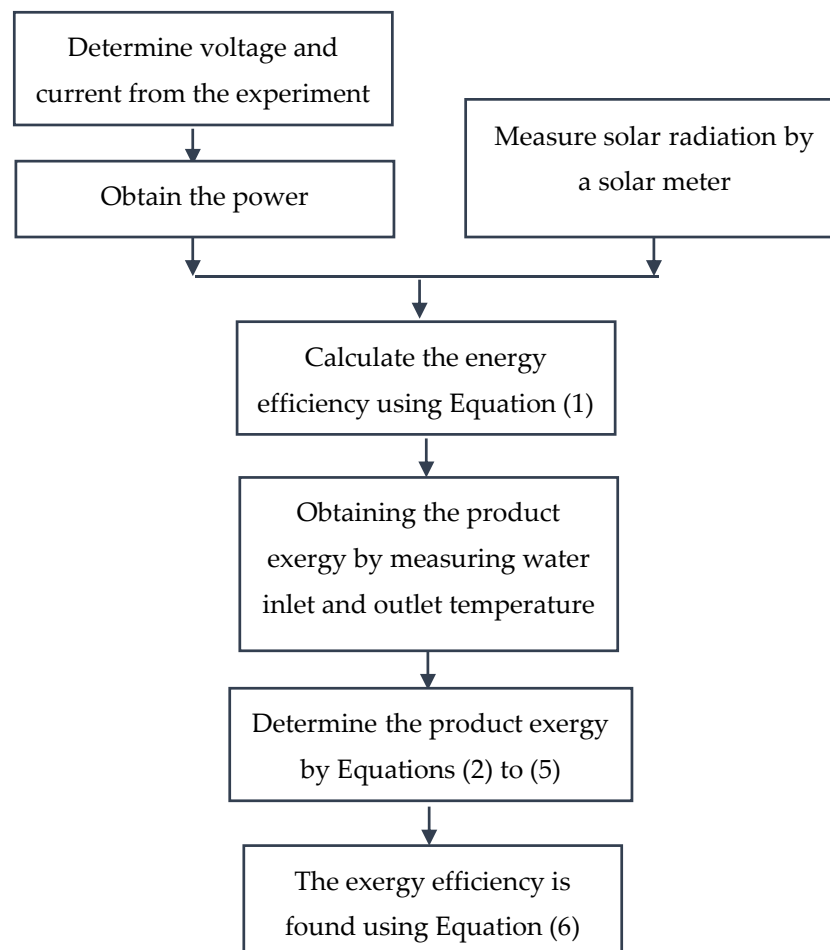 Determine voltage and
current from the experiment
Measure solar radiation by
a solar meter
Obtain the power
Calculate the energy
efficiency using Equation (1)
Obtaining the product
exergy by measuring water
inlet and outlet temperature
Determine the product exergy
by Equations (2) to (5)
The exergy efficiency is
found using Equation (6)